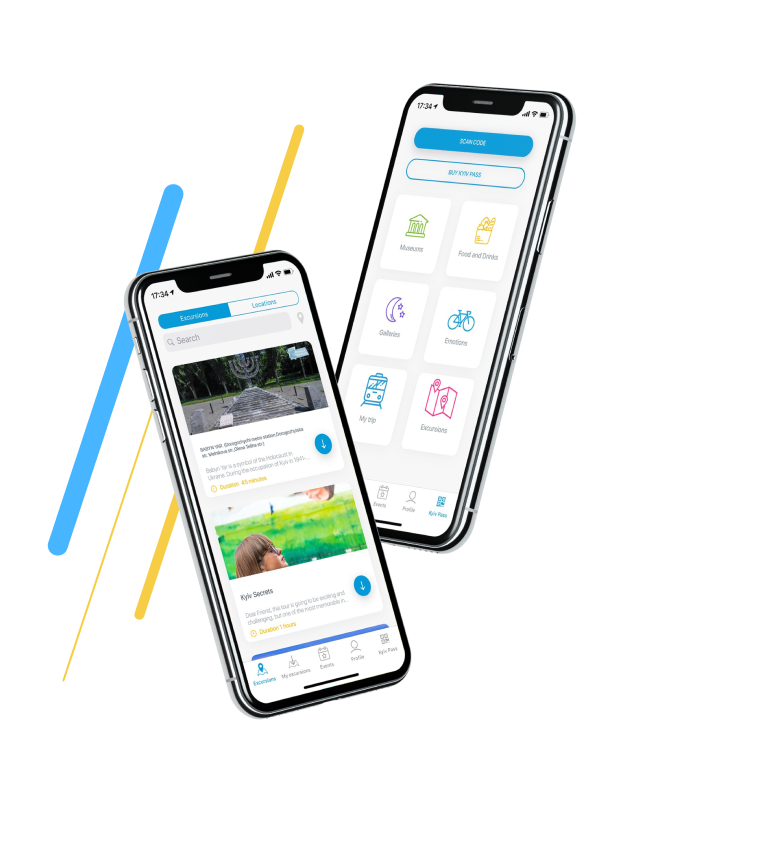 17:34
SCAN CODE
BUY KYIV PASS
Museums
Food and Drinks
Galleries
Emotions
My trip
Excursions
Events
Profile
Kyiv Pass
17:34
Excursions
Locations
Search
BABYN YAR (Dorogozhychi metro station,Dorogozhytska
str, Melnikova str.,Olena Teliha str.)
Babyn Yar is a symbol of the Holocaust in
Ukraine. During the occupation of Kyiv in 1941-...
Duration 45 minutes
Kyiv Secrets
Dear Friend, this tour is going to be exciting and
challenging, but one of the most memorable in...
Duration 1 hours
Excursions
My excursions
Events
Profile
Kyiv Pass